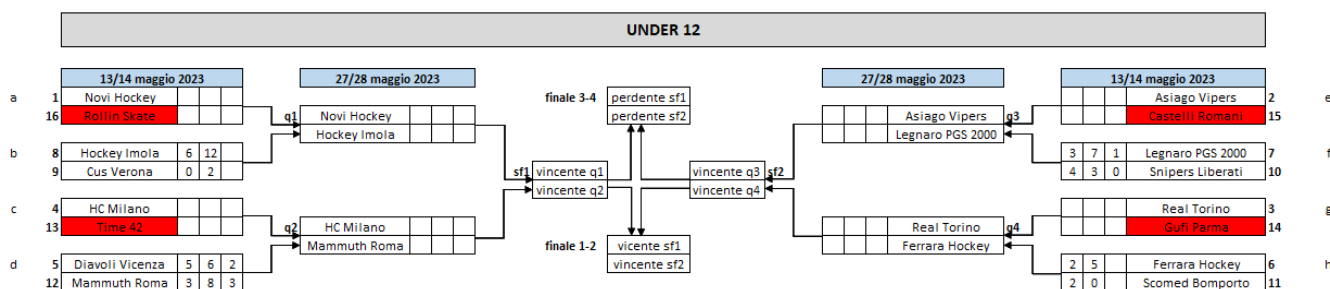 UNDER 12
13/14 maggio 2023 27/28 maggio 2023 27/28 maggio 2023 13/14 maggio 2023
a 1 Novi Hockey finale 3-4 perdente sf1 Asiago Vipers 2 e
16 Rollin Skate q1 Novi Hockey perdente sf2 Asiago Vipers q3 Castelli Romani 15
Hockey Imola Legnaro PGS 2000
b 8 Hockey Imola 6 12 3 7 1 Legnaro PGS 2000 7 f
9 Cus Verona 0 2 sf1 vincente q1 vincente q3 sf2 4 3 0 Snipers Liberati 10
vincente q2 vincente q4
c 4 HC Milano Real Torino 3 g
13 Time 42 q2 HC Milano Real Torino q4 Gufi Parma 14
Mammuth Roma finale 1-2 vicente sf1 Ferrara Hockey
d 5 Diavoli Vicenza 5 6 2 vincente sf2 2 5 Ferrara Hockey 6 h
12 Mammuth Roma 3 8 3 2 0 Scomed Bomporto 11